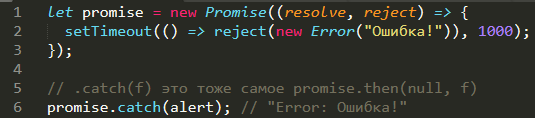 1 let promise = new Promise((resolve, reject) => {
2   setTimeout(() => reject(new Error("Ошибка!")), 1000);
3 });
4
5 // .catch(f) это тоже самое promise.then(null, f)
6 promise.catch(alert); // "Error: Ошибка!"